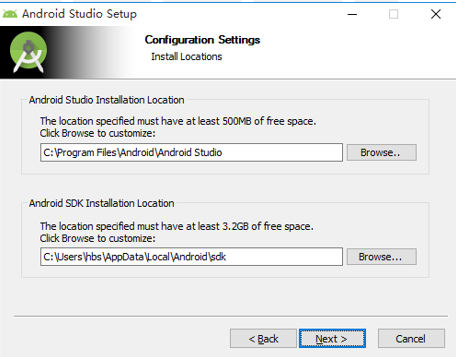 Android Studio Setup
Configuration Settings
Install Locations
Android Studio Installation Location
The location specified must have at least 500MB of free space.
Click Browse to customize:
C:\Program Files\Android\Android Studio
Browse..
Android SDK Installation Location
The location specified must have at least 3.2GB of free space.
Click Browse to customize:
C:\Users\hbs\AppData\Local\Android\sdk
Browse...
< Back
Next >
Cancel